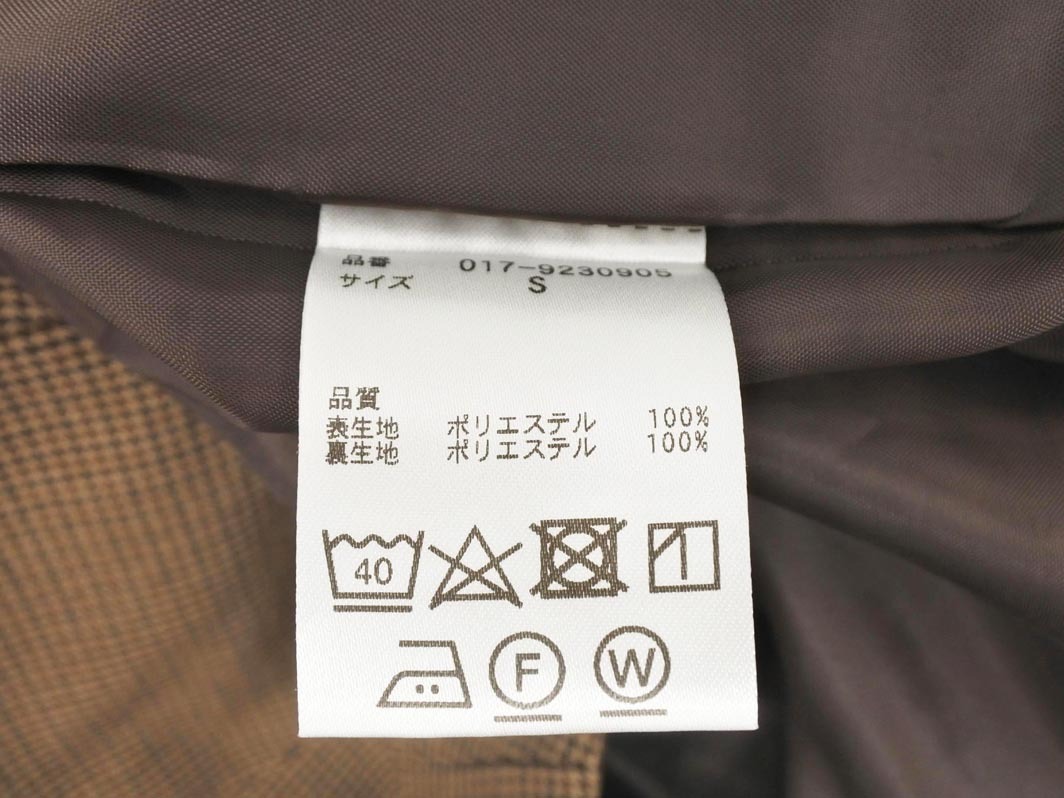 品番 017-9230905
サイズ S
品質
表生地 ポリエステル 100%
裏生地 ポリエステル 100%
40
F W